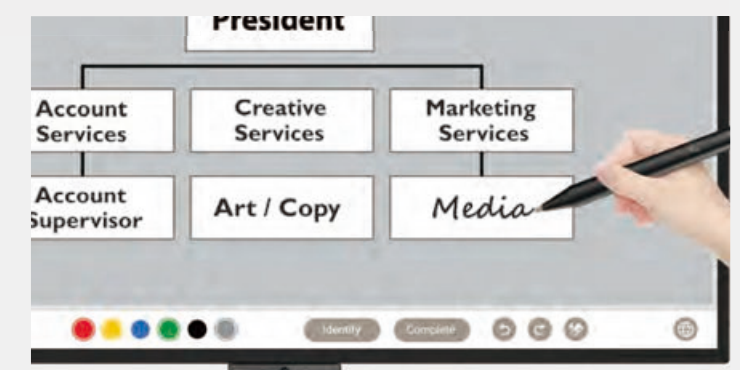 President
Account
Services
Creative
Services
Marketing
Services
Account
Supervisor
Art / Copy
Media
Identify
Complete